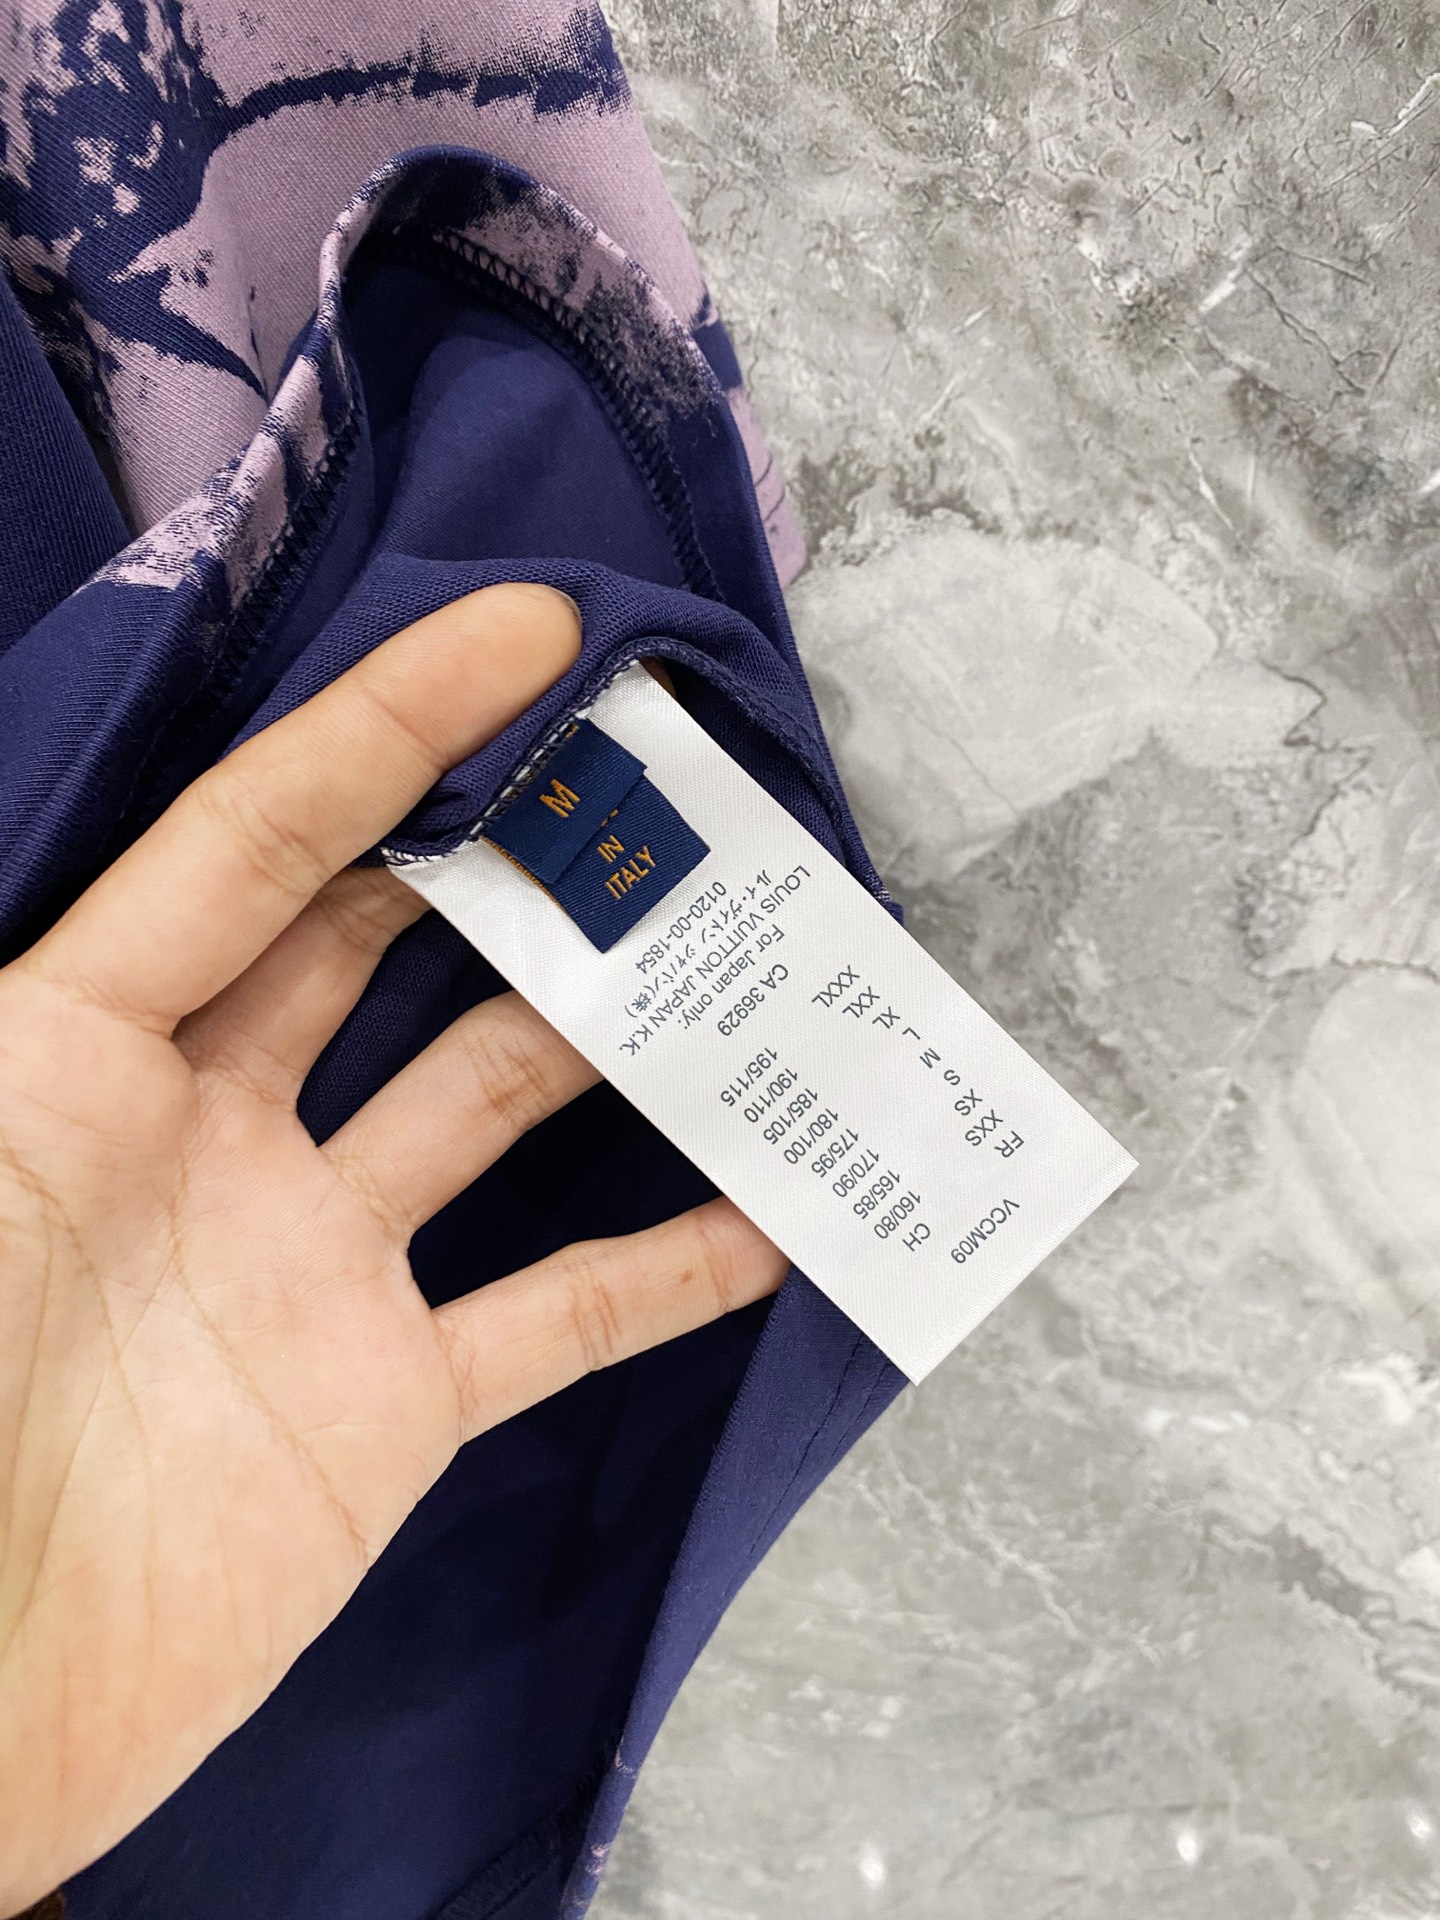 M
IN
ITALY
VCCM09
FR
CH
XXS
160/80
XS
165/85
S
170/90
M
175/95
L
180/100
XL
185/105
XXL
190/110
XXXL
195/115
CA 36929
For Japan only:
LOUIS VUITTON JAPAN K.K.
ルイ・ヴィトン ジャパン(株)
0120-00-1854